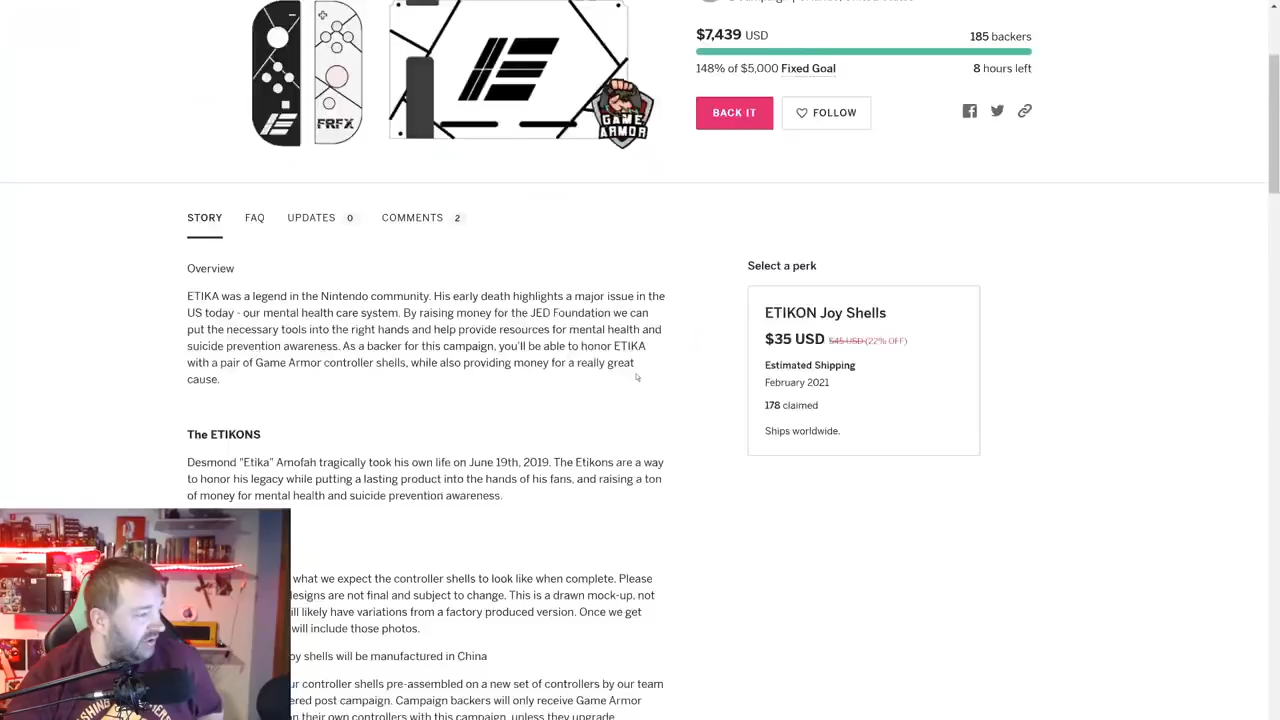 FRFX
GAME
ARMOR
$7,439 USD
185 backers
148% of $5,000 Fixed Goal
8 hours left
BACK IT
FOLLOW
STORY
FAQ
UPDATES 0
COMMENTS 2
Overview
ETIKA was a legend in the Nintendo community. His early death highlights a major issue in the
US today - our mental health care system. By raising money for the JED Foundation we can
put the necessary tools into the right hands and help provide resources for mental health and
suicide prevention awareness. As a backer for this campaign, you'll be able to honor ETIKA
with a pair of Game Armor controller shells, while also providing money for a really great
cause.
Select a perk
ETIKON Joy Shells
$35 USD $45 USD (22% OFF)
Estimated Shipping
February 2021
178 claimed
Ships worldwide.
The ETIKONS
Desmond "Etika" Amofah tragically took his own life on June 19th, 2019. The Etikons are a way
to honor his legacy while putting a lasting product into the hands of his fans, and raising a ton
of money for mental health and suicide prevention awareness.
what we expect the controller shells to look like when complete. Please
esigns are not final and subject to change. This is a drawn mock-up, not
ill likely have variations from a factory produced version. Once we get
will include those photos.
oy shells will be manufactured in China
ur controller shells pre-assembled on a new set of controllers by our team
ered post campaign. Campaign backers will only receive Game Armor
n their own controllers with this campaign, unless they upgrade